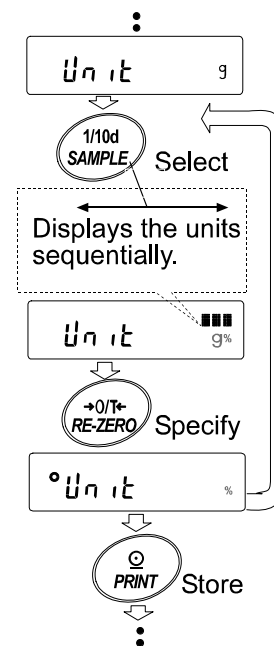 Unit g
1/10d
SAMPLE Select
Displays the units
sequentially.
Unit g%
→0/T←
RE-ZERO Specify
°Unit %
PRINT Store